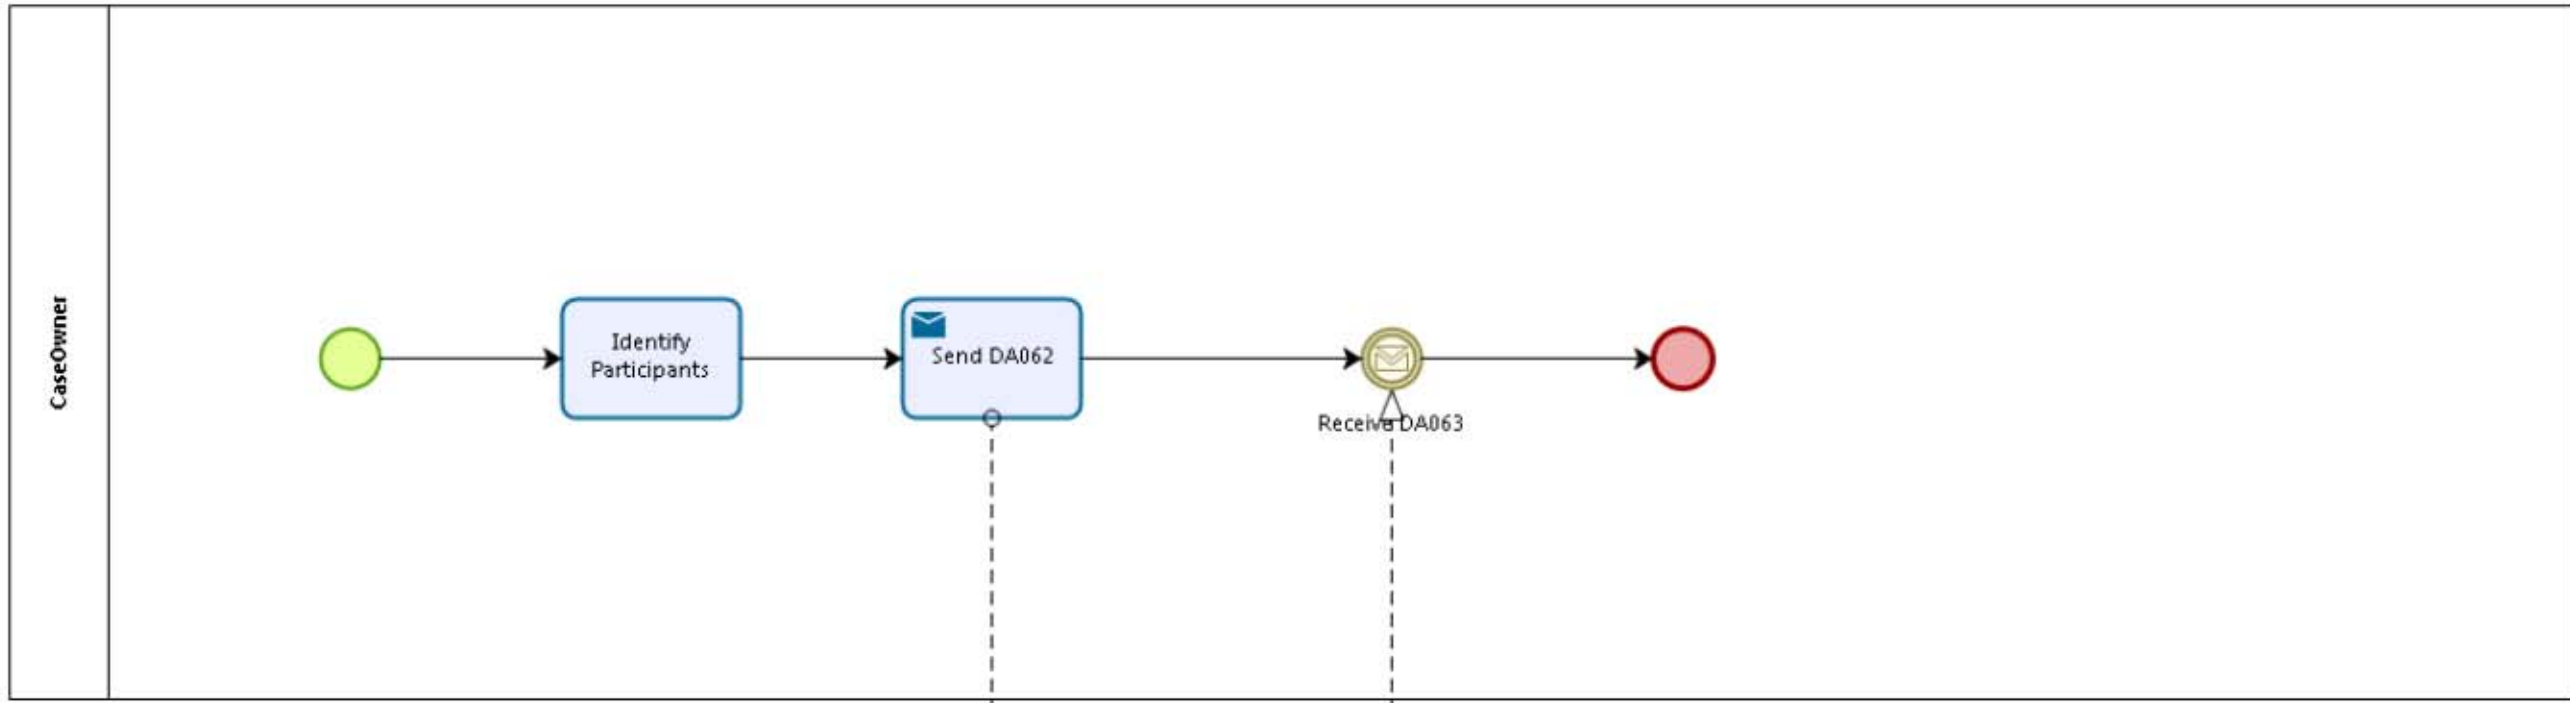 CaseOwner
Identify
Participants
Send DA062
Receive DA063